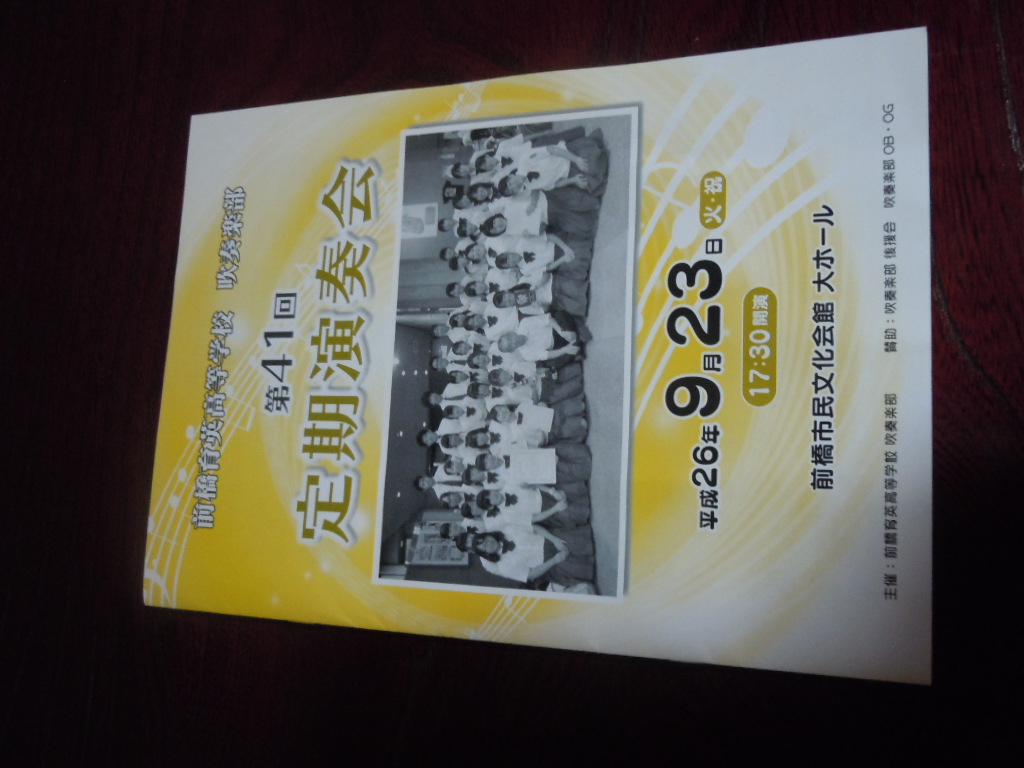 前橋育英高等学校 吹奏楽部
第41回
定期演奏会
平成26年9月23日 火・祝
17:30開演
前橋市民文化会館 大ホール
主催：前橋育英高等学校 吹奏楽部 賛助：吹奏楽部 後援会 吹奏楽部 OB・OG